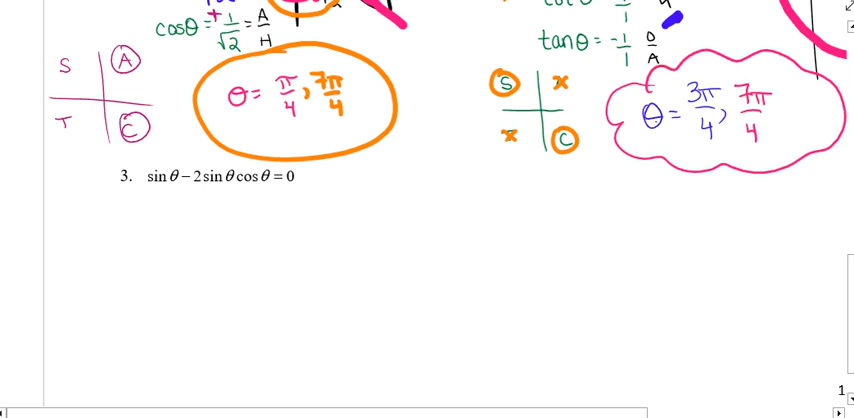 cosθ = + 1/√2 = A/H
S A
T C
θ = π/4, 7π/4
tanθ = -1/1 O/A
S x
x C
θ = 3π/4, 7π/4
3. sin θ − 2 sin θ cos θ = 0
1